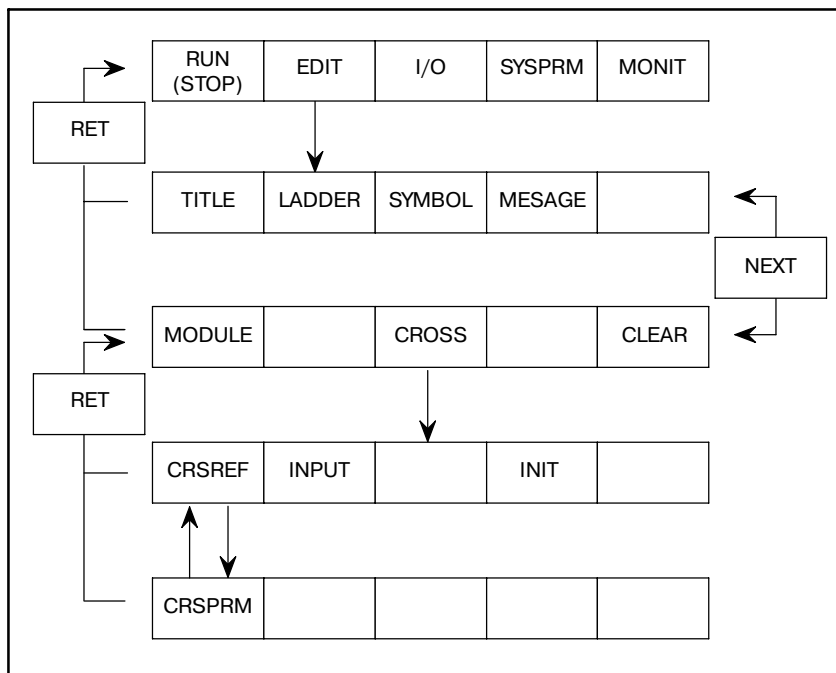 RUN
(STOP)
EDIT
I/O
SYSPRM
MONIT
RET
TITLE
LADDER
SYMBOL
MESAGE
NEXT
MODULE
CROSS
CLEAR
RET
CRSREF
INPUT
INIT
CRSPRM